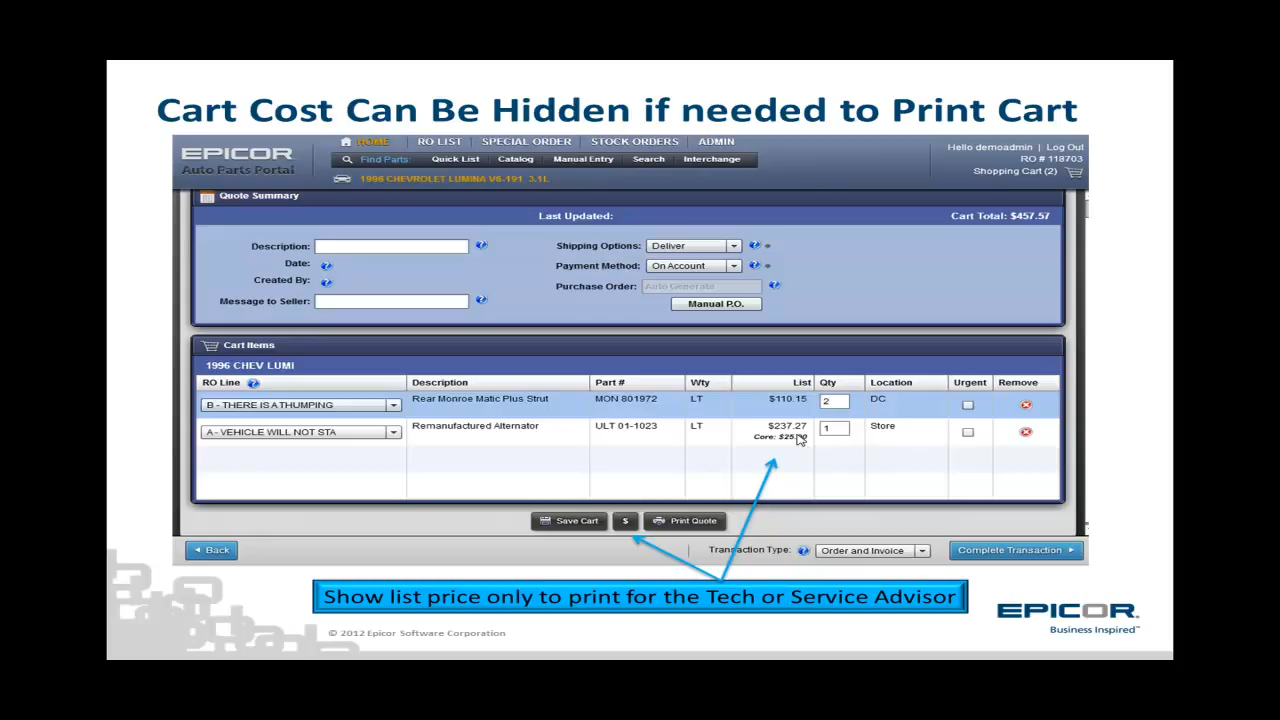 Cart Cost Can Be Hidden if needed to Print Cart
HOME RO LIST SPECIAL ORDER STOCK ORDERS ADMIN
Hello demoadmin | Log Out
EPICOR
Auto Parts Portal
Find Parts: Quick List Catalog Manual Entry Search Interchange
RO # 118703
Shopping Cart (2)
1996 CHEVROLET LUMINA V6-191 3.1L
Quote Summary
Last Updated: Cart Total: $457.57
Description: Shipping Options: Deliver
Date: Payment Method: On Account
Created By: Purchase Order: Auto Generate
Message to Seller: Manual P.O.
Cart Items
1996 CHEV LUMI
RO Line Description Part # Wty List Qty Location Urgent Remove
B - THERE IS A THUMPING Rear Monroe Matic Plus Strut MON 801972 LT $110.15 2 DC
A - VEHICLE WILL NOT STA Remanufactured Alternator ULT 01-1023 LT $237.27 1 Store
Core:
Save Cart $ Print Quote
Back Transaction Type: Order and Invoice Complete Transaction
Show list price only to print for the Tech or Service Advisor
EPICOR
Business Inspired™
© 2012 Epicor Software Corporation